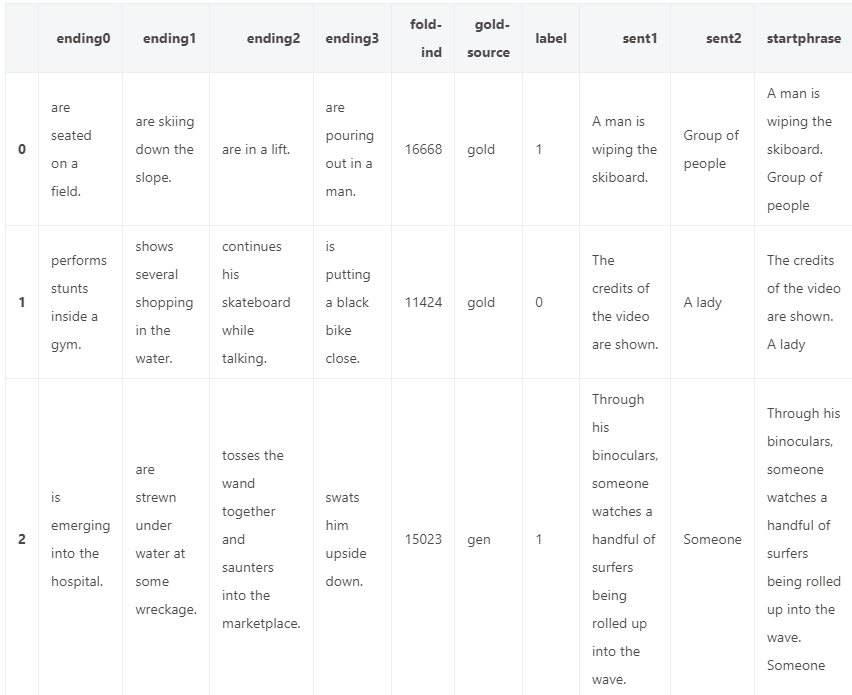 ending0
ending1
ending2
ending3
fold-
ind
gold-
source
label
sent1
sent2
startphrase
0
are
seated
on a
field.
are skiing
down the
slope.
are in a lift.
are
pouring
out in a
man.
16668
gold
1
A man is
wiping the
skiboard.
Group of
people
A man is
wiping the
skiboard.
Group of
people
1
performs
stunts
inside a
gym.
shows
several
shopping
in the
water.
continues
his
skateboard
while
talking.
is
putting
a black
bike
close.
11424
gold
0
The
credits of
the video
are shown.
A lady
The credits
of the video
are shown.
A lady
2
is
emerging
into the
hospital.
are
strewn
under
water at
some
wreckage.
tosses the
wand
together
and
saunters
into the
marketplace.
swats
him
upside
down.
15023
gen
1
Through
his
binoculars,
someone
watches a
handful of
surfers
being
rolled up
into the
wave.
Someone
Through his
binoculars,
someone
watches a
handful of
surfers
being rolled
up into the
wave.
Someone